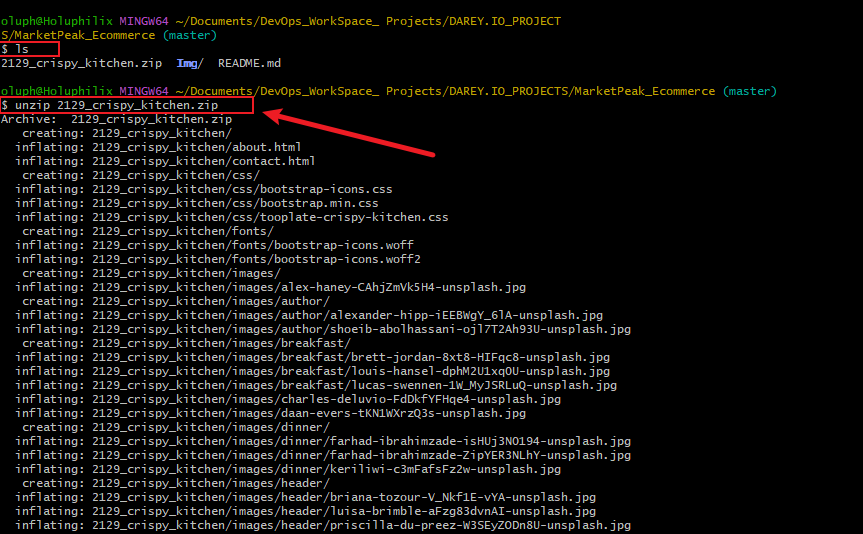 oluph@Holuphilix MINGW64 ~/Documents/DevOps_WorkSpace_ Projects/DAREY.IO_PROJECT
S/MarketPeak_Ecommerce (master)
$ ls
2129_crispy_kitchen.zip  Img/  README.md
oluph@Holuphilix MINGW64 ~/Documents/DevOps_WorkSpace_ Projects/DAREY.IO_PROJECTS/MarketPeak_Ecommerce (master)
$ unzip 2129_crispy_kitchen.zip
Archive:  2129_crispy_kitchen.zip
   creating: 2129_crispy_kitchen/
  inflating: 2129_crispy_kitchen/about.html
  inflating: 2129_crispy_kitchen/contact.html
   creating: 2129_crispy_kitchen/css/
  inflating: 2129_crispy_kitchen/css/bootstrap-icons.css
  inflating: 2129_crispy_kitchen/css/bootstrap.min.css
  inflating: 2129_crispy_kitchen/css/tooplate-crispy-kitchen.css
   creating: 2129_crispy_kitchen/fonts/
  inflating: 2129_crispy_kitchen/fonts/bootstrap-icons.woff
  inflating: 2129_crispy_kitchen/fonts/bootstrap-icons.woff2
   creating: 2129_crispy_kitchen/images/
  inflating: 2129_crispy_kitchen/images/alex-haney-CAhjZmVk5H4-unsplash.jpg
   creating: 2129_crispy_kitchen/images/author/
  inflating: 2129_crispy_kitchen/images/author/alexander-hipp-iEEBWgY_6lA-unsplash.jpg
  inflating: 2129_crispy_kitchen/images/author/shoeib-abolhassani-ojl7T2Ah93U-unsplash.jpg
   creating: 2129_crispy_kitchen/images/breakfast/
  inflating: 2129_crispy_kitchen/images/breakfast/brett-jordan-8xt8-HIFqc8-unsplash.jpg
  inflating: 2129_crispy_kitchen/images/breakfast/louis-hansel-dphM2U1xqOU-unsplash.jpg
  inflating: 2129_crispy_kitchen/images/breakfast/lucas-swennen-1W_MyJSRLuQ-unsplash.jpg
  inflating: 2129_crispy_kitchen/images/charles-deluvio-FdDkfYFHqe4-unsplash.jpg
  inflating: 2129_crispy_kitchen/images/daan-evers-tKN1WXrzQ3s-unsplash.jpg
   creating: 2129_crispy_kitchen/images/dinner/
  inflating: 2129_crispy_kitchen/images/dinner/farhad-ibrahimzade-isHUj3NO194-unsplash.jpg
  inflating: 2129_crispy_kitchen/images/dinner/farhad-ibrahimzade-ZipYER3NLhY-unsplash.jpg
  inflating: 2129_crispy_kitchen/images/dinner/keriliwi-c3mFafsFz2w-unsplash.jpg
   creating: 2129_crispy_kitchen/images/header/
  inflating: 2129_crispy_kitchen/images/header/briana-tozour-V_Nkf1E-vYA-unsplash.jpg
  inflating: 2129_crispy_kitchen/images/header/luisa-brimble-aFzg83dvnAI-unsplash.jpg
  inflating: 2129_crispy_kitchen/images/header/priscilla-du-preez-W3SEyZODn8U-unsplash.jpg